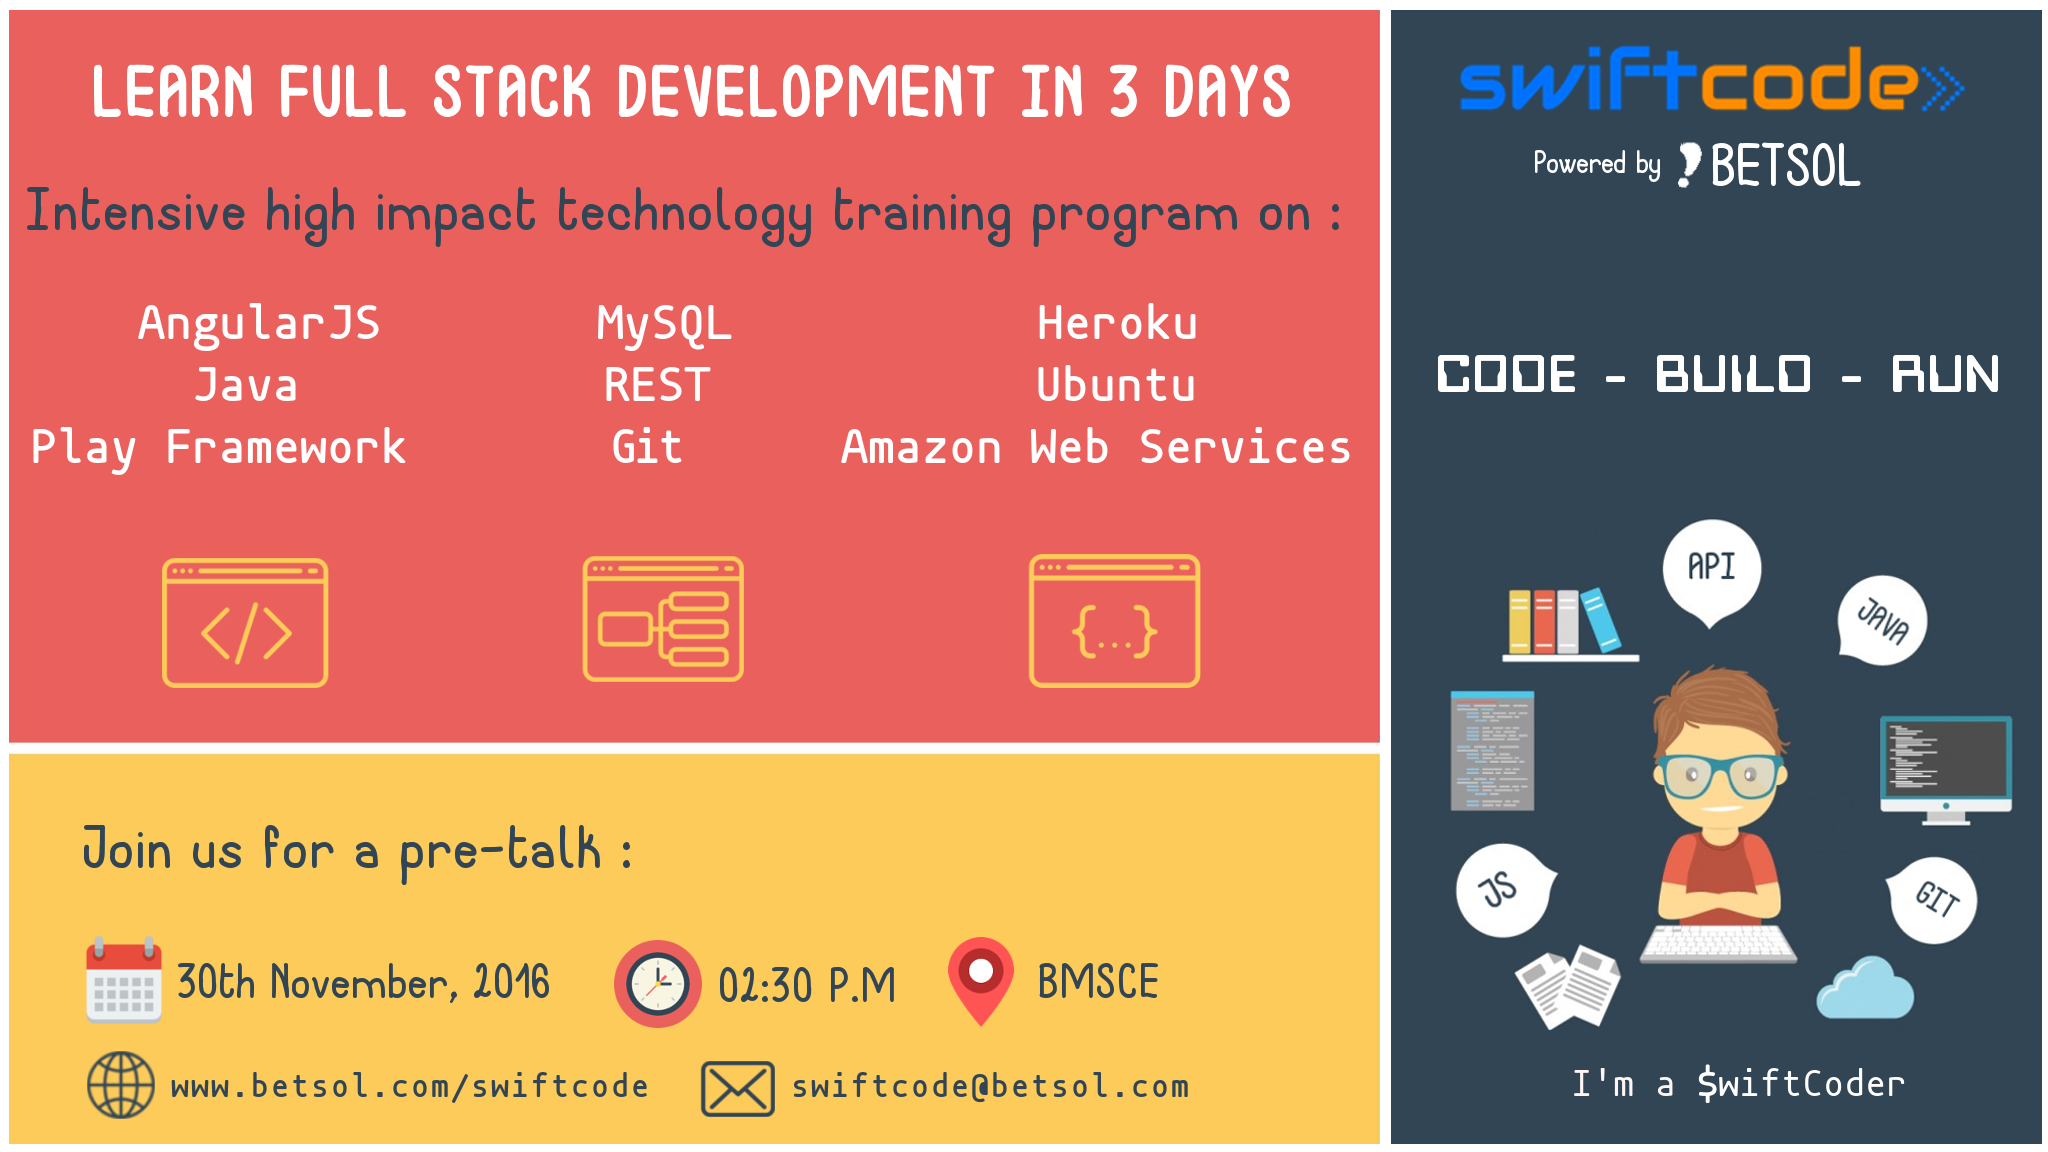 LEARN FULL STACK DEVELOPMENT IN 3 DAYS
Intensive high impact technology training program on :
AngularJS
Java
Play Framework
MySQL
REST
Git
Heroku
Ubuntu
Amazon Web Services
Join us for a pre-talk :
30th November, 2016
02:30 P.M
BMSCE
www.betsol.com/swiftcode
swiftcode@betsol.com
swiftcode
Powered by BETSOL
CODE - BUILD - RUN
API
JAVA
JS
GIT
I'm a $wiftCoder